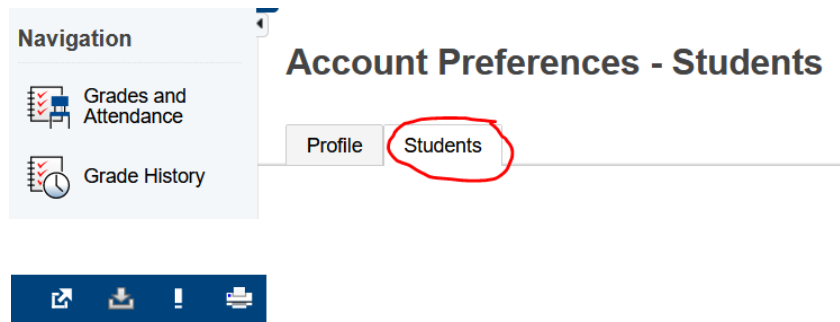 Navigation
Account Preferences - Students
Grades and
Attendance
Profile
Students
Grade History